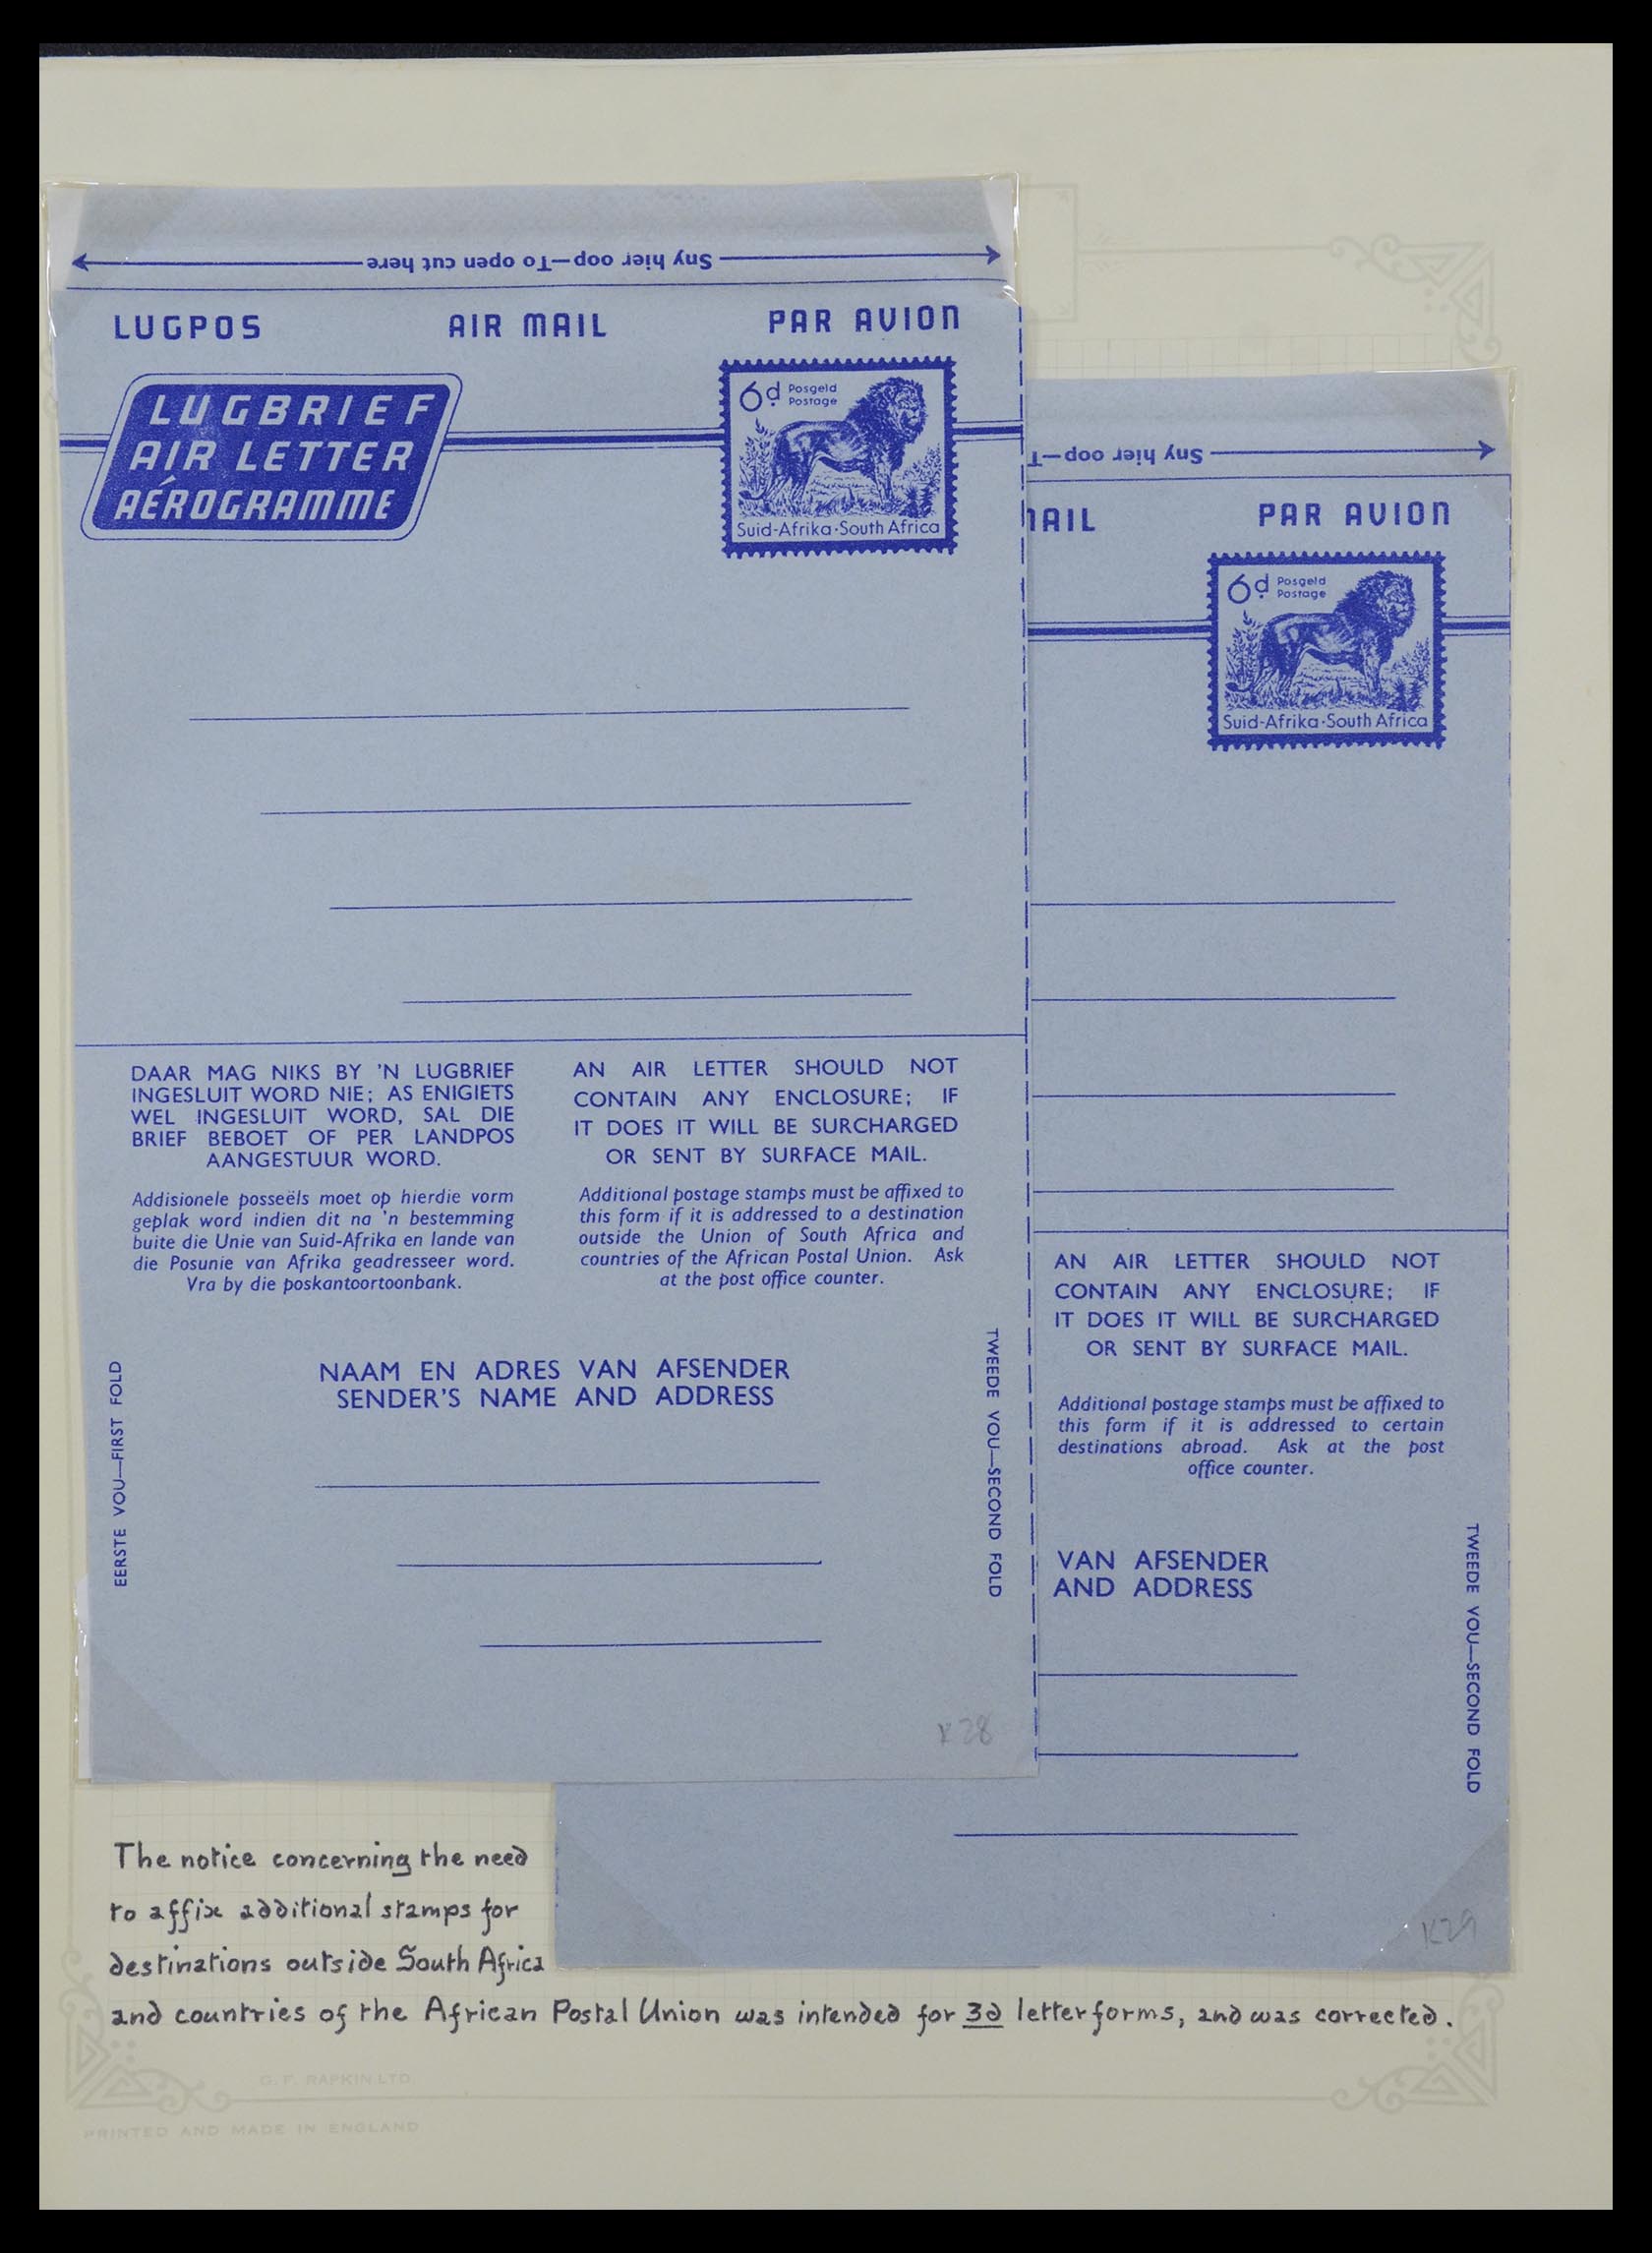 Sny hier oop—To open cut here
LUGPOS AIR MAIL PAR AVION
LUGBRIEF
AIR LETTER
AÉROGRAMME
6d Posgeld
Postage
Suid-Afrika·South Africa
DAAR MAG NIKS BY 'N LUGBRIEF
INGESLUIT WORD NIE; AS ENIGIETS
WEL INGESLUIT WORD, SAL DIE
BRIEF BEBOET OF PER LANDPOS
AANGESTUUR WORD.
Addisionele posseëls moet op hierdie vorm
geplak word indien dit na 'n bestemming
buite die Unie van Suid-Afrika en lande van
die Posunie van Afrika geadresseer word.
Vra by die poskantoortoonbank.
AN AIR LETTER SHOULD NOT
CONTAIN ANY ENCLOSURE; IF
IT DOES IT WILL BE SURCHARGED
OR SENT BY SURFACE MAIL.
Additional postage stamps must be affixed to
this form if it is addressed to a destination
outside the Union of South Africa and
countries of the African Postal Union. Ask
at the post office counter.
EERSTE VOU—FIRST FOLD
NAAM EN ADRES VAN AFSENDER
SENDER'S NAME AND ADDRESS
TWEEDE VOU—SECOND FOLD
K28
Sny hier oop—T
MAIL PAR AVION
6d Posgeld
Postage
Suid-Afrika·South Africa
AN AIR LETTER SHOULD NOT
CONTAIN ANY ENCLOSURE; IF
IT DOES IT WILL BE SURCHARGED
OR SENT BY SURFACE MAIL.
Additional postage stamps must be affixed to
this form if it is addressed to certain
destinations abroad. Ask at the post
office counter.
VAN AFSENDER
AND ADDRESS
TWEEDE VOU—SECOND FOLD
K29
The notice concerning the need
to affix additional stamps for
destinations outside South Africa
and countries of the African Postal Union was intended for 3d letterforms, and was corrected.
G. F. RAPKIN LTD.
PRINTED AND MADE IN ENGLAND